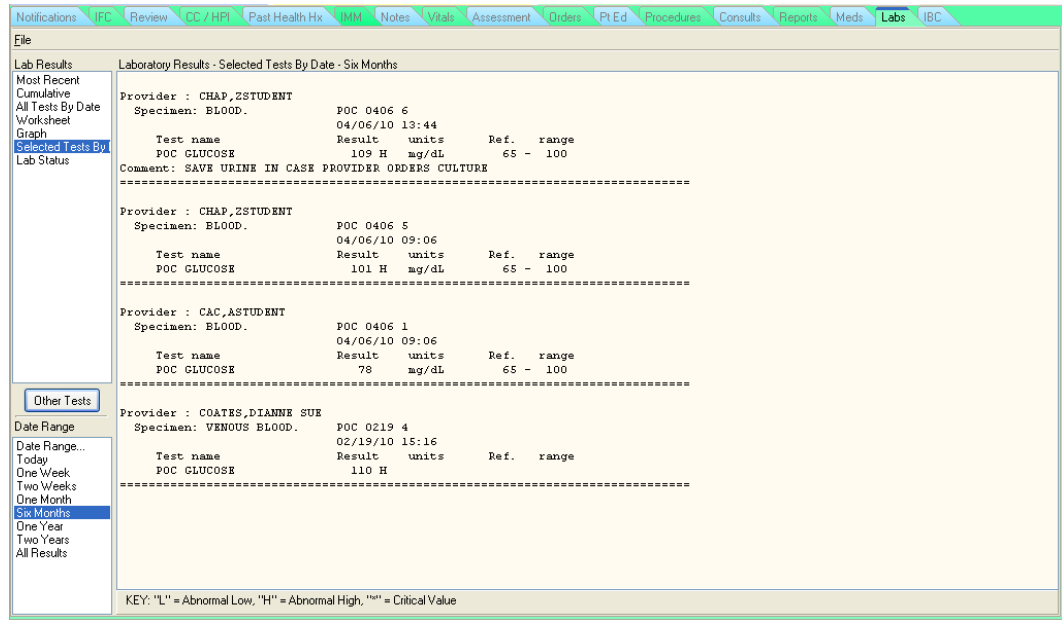 Notifications IFC Review CC / HPI Past Health Hx IMM Notes Vitals Assessment Orders Pt Ed Procedures Consults Reports Meds Labs IBC
File
Lab Results
Most Recent
Cumulative
All Tests By Date
Worksheet
Graph
Selected Tests By
Lab Status
Other Tests
Date Range
Date Range...
Today
One Week
Two Weeks
One Month
Six Months
One Year
Two Years
All Results
Laboratory Results - Selected Tests By Date - Six Months
Provider : CHAP,ZSTUDENT
Specimen: BLOOD. POC 0406 6
04/06/10 13:44
Test name Result units Ref. range
POC GLUCOSE 109 H mg/dL 65 - 100
Comment: SAVE URINE IN CASE PROVIDER ORDERS CULTURE
===============================================================================
Provider : CHAP,ZSTUDENT
Specimen: BLOOD. POC 0406 5
04/06/10 09:06
Test name Result units Ref. range
POC GLUCOSE 101 H mg/dL 65 - 100
===============================================================================
Provider : CAC,ASTUDENT
Specimen: BLOOD. POC 0406 1
04/06/10 09:06
Test name Result units Ref. range
POC GLUCOSE 78 mg/dL 65 - 100
===============================================================================
Provider : COATES,DIANNE SUE
Specimen: VENOUS BLOOD. POC 0219 4
02/19/10 15:16
Test name Result units Ref. range
POC GLUCOSE 110 H
===============================================================================
KEY: "L" = Abnormal Low, "H" = Abnormal High, "*" = Critical Value